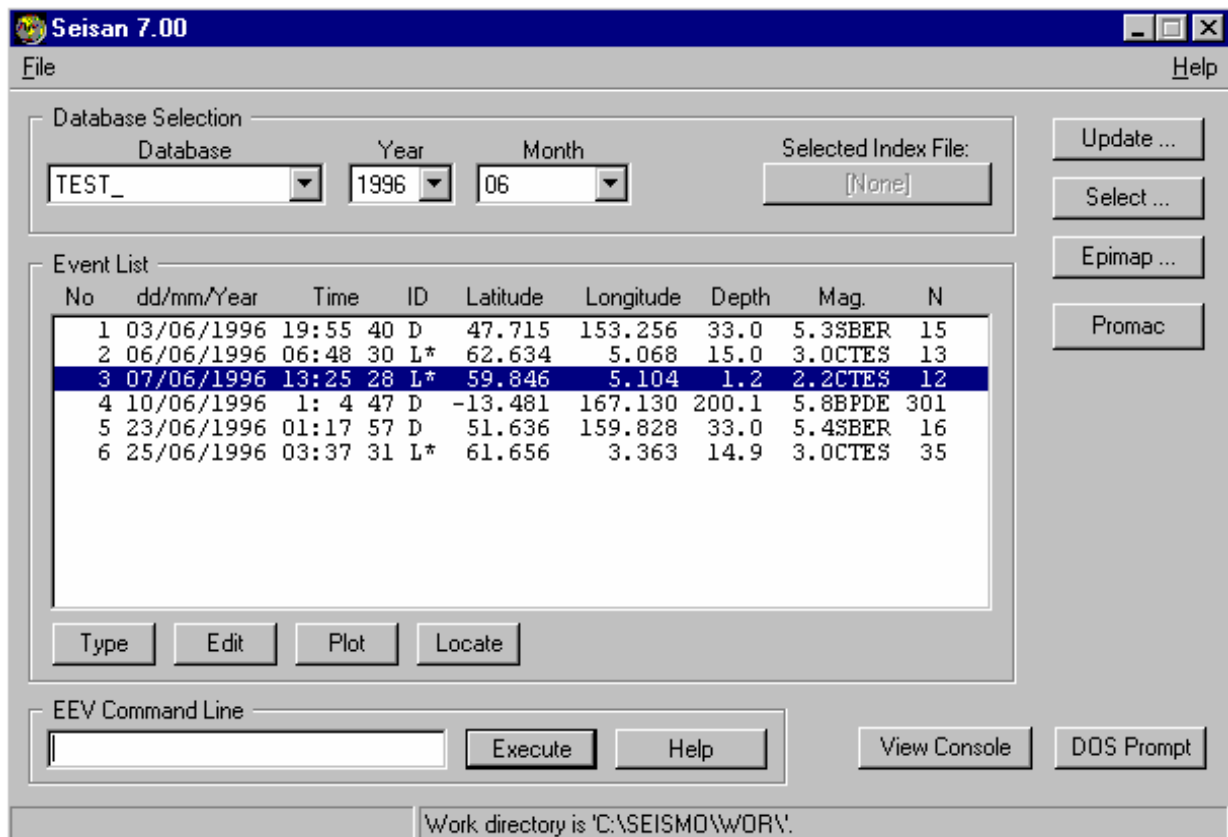 Seisan 7.00
File Help
Database Selection
Database Year Month Selected Index File:
TEST_ 1996 06 [None]
Update ...
Select ...
Epimap ...
Promac
Event List
No dd/mm/Year Time ID Latitude Longitude Depth Mag. N
1 03/06/1996 19:55 40 D 47.715 153.256 33.0 5.3SBER 15
2 06/06/1996 06:48 30 L* 62.634 5.068 15.0 3.0CTES 13
3 07/06/1996 13:25 28 L* 59.846 5.104 1.2 2.2CTES 12
4 10/06/1996 1: 4 47 D -13.481 167.130 200.1 5.8BPDE 301
5 23/06/1996 01:17 57 D 51.636 159.828 33.0 5.4SBER 16
6 25/06/1996 03:37 31 L* 61.656 3.363 14.9 3.0CTES 35
Type Edit Plot Locate
EEV Command Line
Execute Help View Console DOS Prompt
Work directory is 'C:\SEISMO\WOR\'.